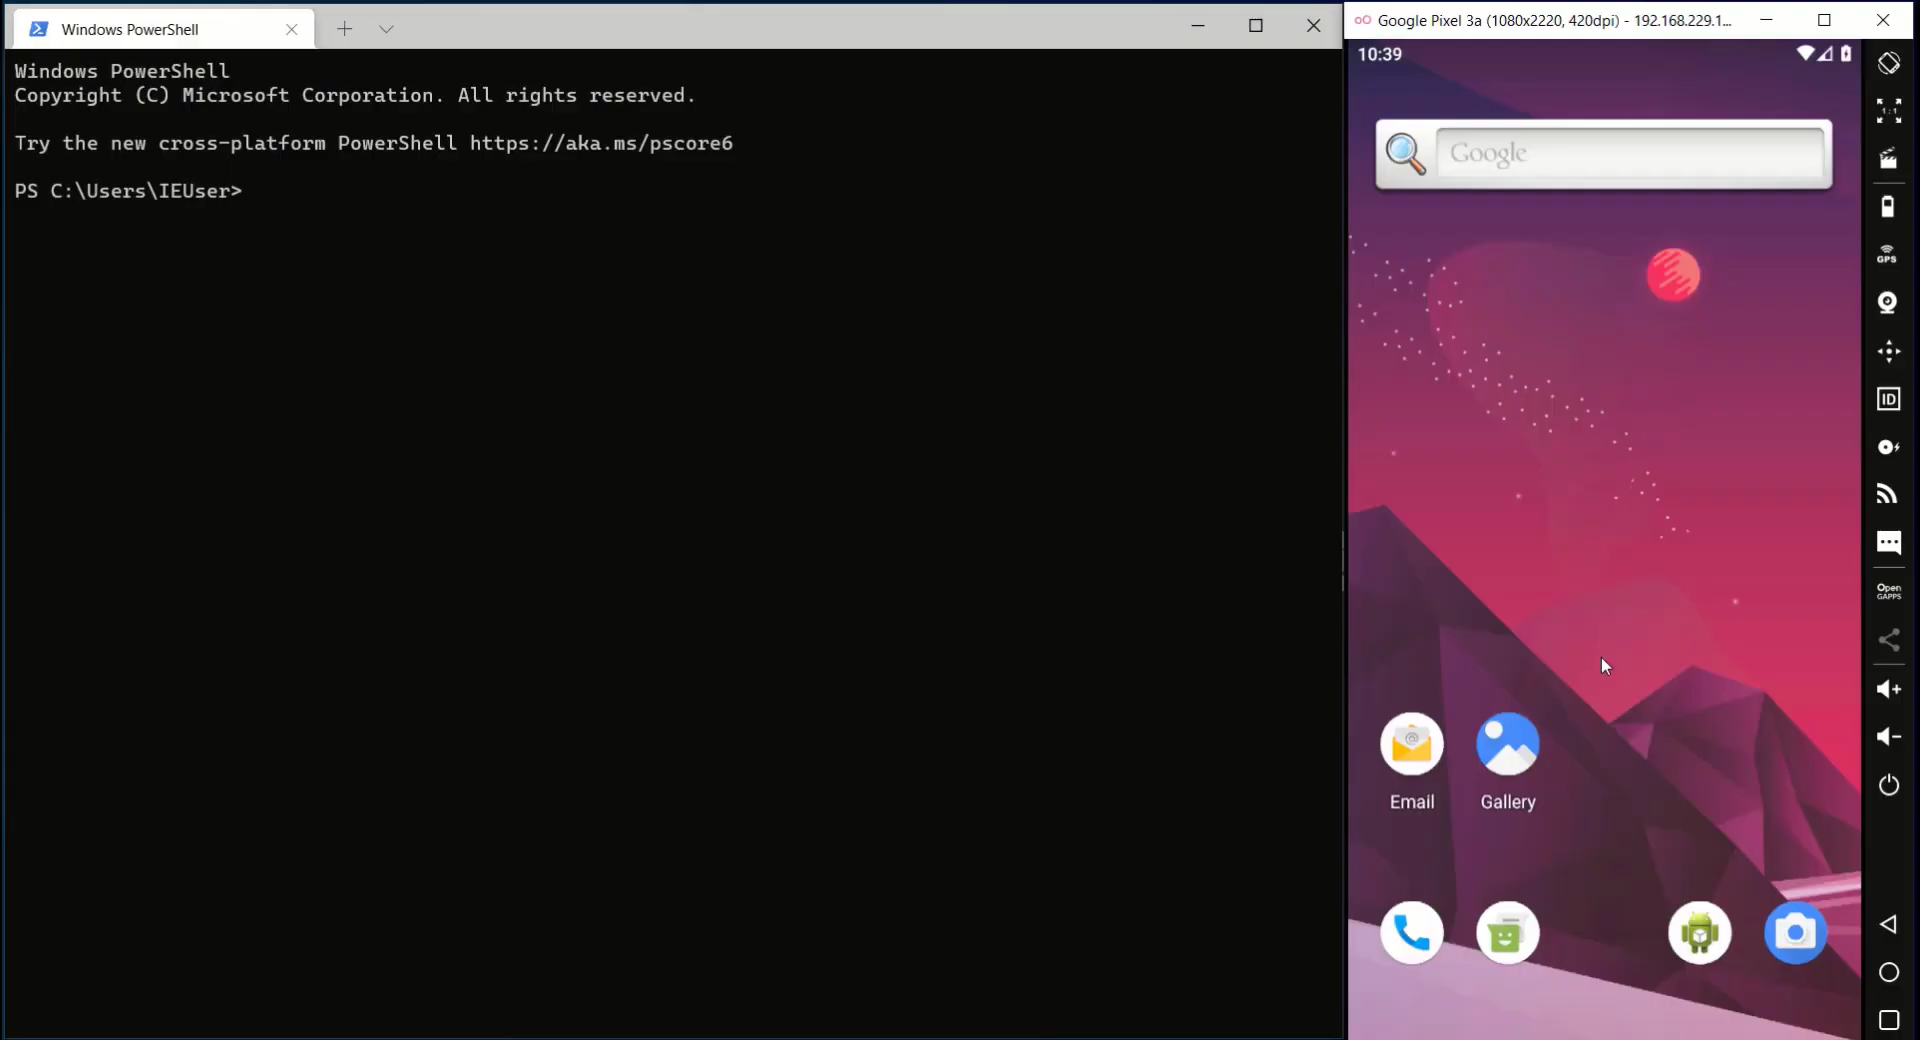 Windows PowerShell
Windows PowerShell
Copyright (C) Microsoft Corporation. All rights reserved.
Try the new cross-platform PowerShell https://aka.ms/pscore6
PS C:\Users\IEUser>
Google Pixel 3a (1080x2220, 420dpi) - 192.168.229.1...
10:39
Google
Email
Gallery
1:1
GPS
ID
Open
GAPPS